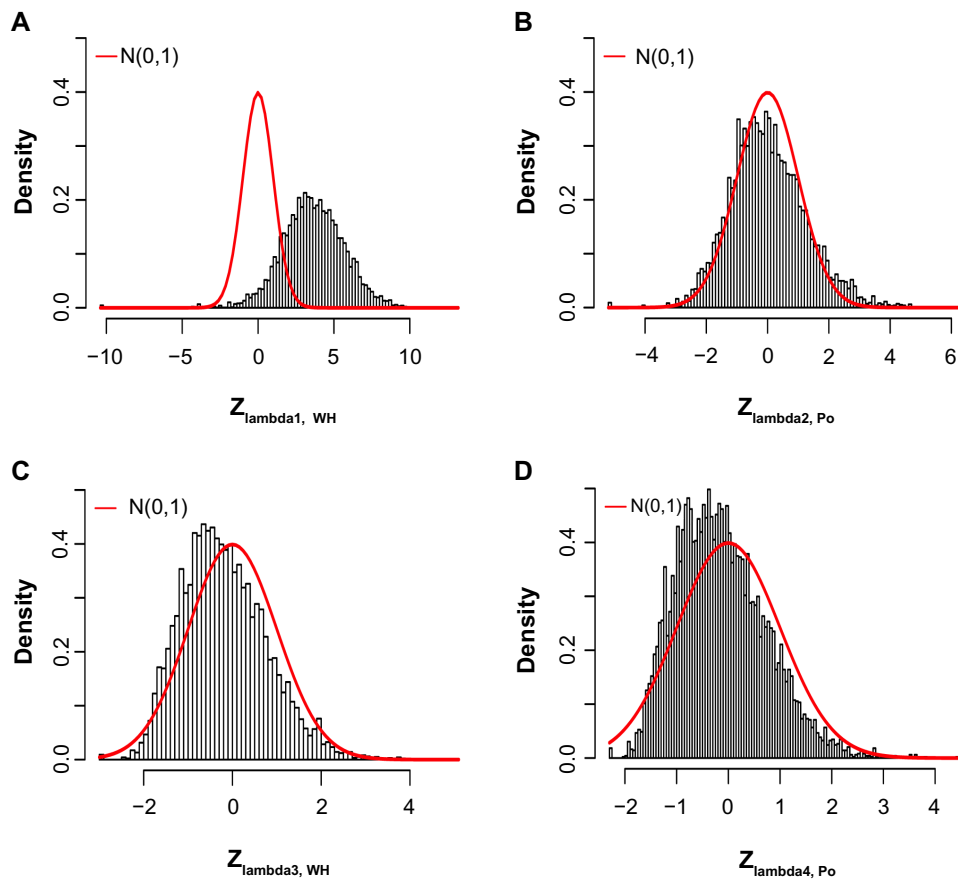 A
N(0,1)
Density
0.0 0.2 0.4
−10 −5 0 5 10
Zlambda1, WH
B
N(0,1)
Density
0.0 0.2 0.4
−4 −2 0 2 4 6
Zlambda2, Po
C
N(0,1)
Density
0.0 0.2 0.4
−2 0 2 4
Zlambda3, WH
D
N(0,1)
Density
0.0 0.2 0.4
−2 −1 0 1 2 3 4
Zlambda4, Po